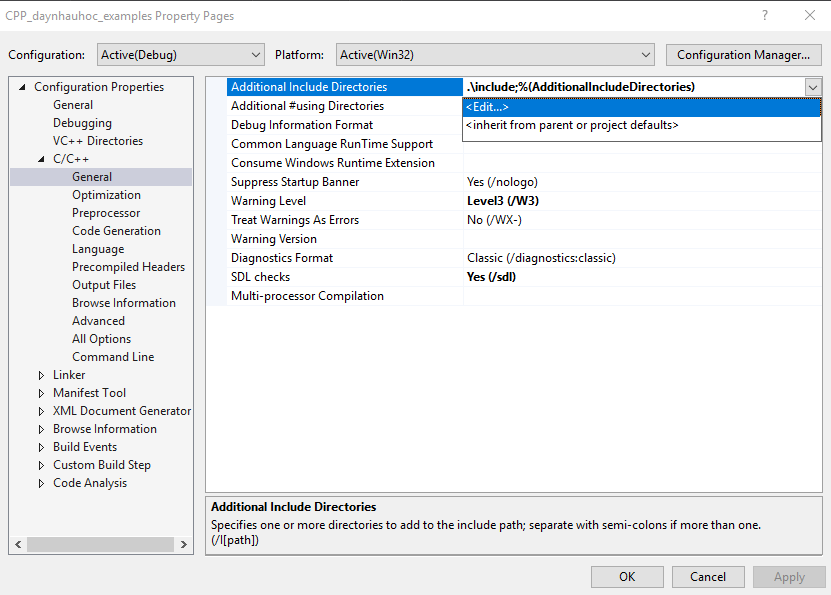 CPP_daynhauhoc_examples Property Pages
?
Configuration: Active(Debug) Platform: Active(Win32) Configuration Manager...
Configuration Properties
General
Debugging
VC++ Directories
C/C++
General
Optimization
Preprocessor
Code Generation
Language
Precompiled Headers
Output Files
Browse Information
Advanced
All Options
Command Line
Linker
Manifest Tool
XML Document Generator
Browse Information
Build Events
Custom Build Step
Code Analysis
Additional Include Directories .\include;%(AdditionalIncludeDirectories)
Additional #using Directories <Edit...>
Debug Information Format <inherit from parent or project defaults>
Common Language RunTime Support
Consume Windows Runtime Extension
Suppress Startup Banner Yes (/nologo)
Warning Level Level3 (/W3)
Treat Warnings As Errors No (/WX-)
Warning Version
Diagnostics Format Classic (/diagnostics:classic)
SDL checks Yes (/sdl)
Multi-processor Compilation
Additional Include Directories
Specifies one or more directories to add to the include path; separate with semi-colons if more than one.
(/I[path])
OK Cancel Apply